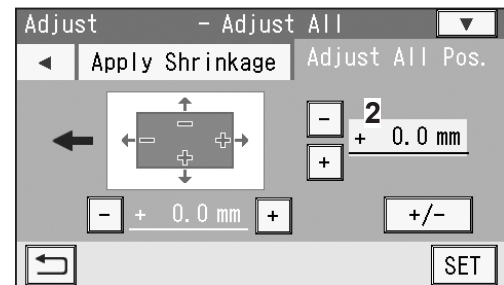 Adjust - Adjust All ▼
◄ Apply Shrinkage Adjust All Pos.
− 2
+ 0.0 mm
+
− + 0.0 mm + +/−
SET